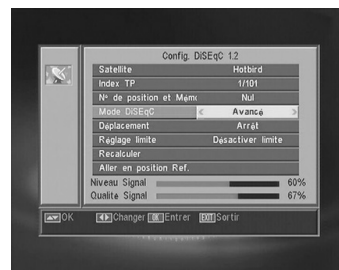 Config. DiSEqC 1.2
Satellite Hotbird
Index TP 1/101
N° de position et Mémo Nul
Mode DiSEqC Avancé
Déplacement Arrêt
Réglage limite Désactiver limite
Recalculer
Aller en position Ref.
Niveau Signal 60%
Qualité Signal 67%
OK Changer OK Entrer EXIT Sortir